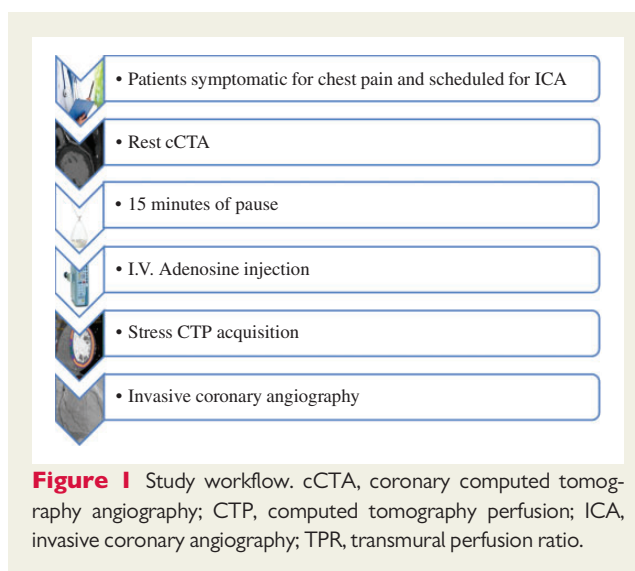 • Patients symptomatic for chest pain and scheduled for ICA
• Rest cCTA
• 15 minutes of pause
• I.V. Adenosine injection
• Stress CTP acquisition
• Invasive coronary angiography
Figure 1 Study workflow. cCTA, coronary computed tomog-
raphy angiography; CTP, computed tomography perfusion; ICA,
invasive coronary angiography; TPR, transmural perfusion ratio.